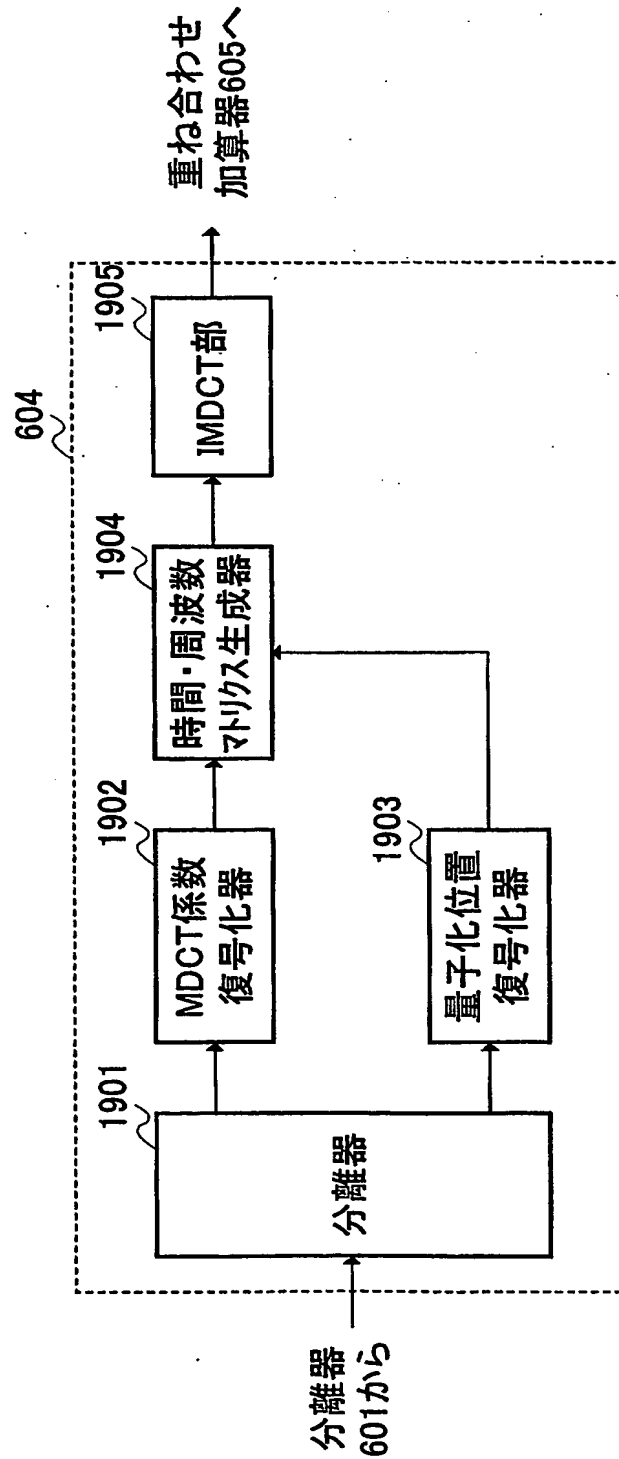 604
分離器
601から
1901
分離器
1902
MDCT係数
復号化器
1903
量子化位置
復号化器
1904
時間・周波数
マトリクス生成器
1905
IMDCT部
重ね合わせ
加算器605へ